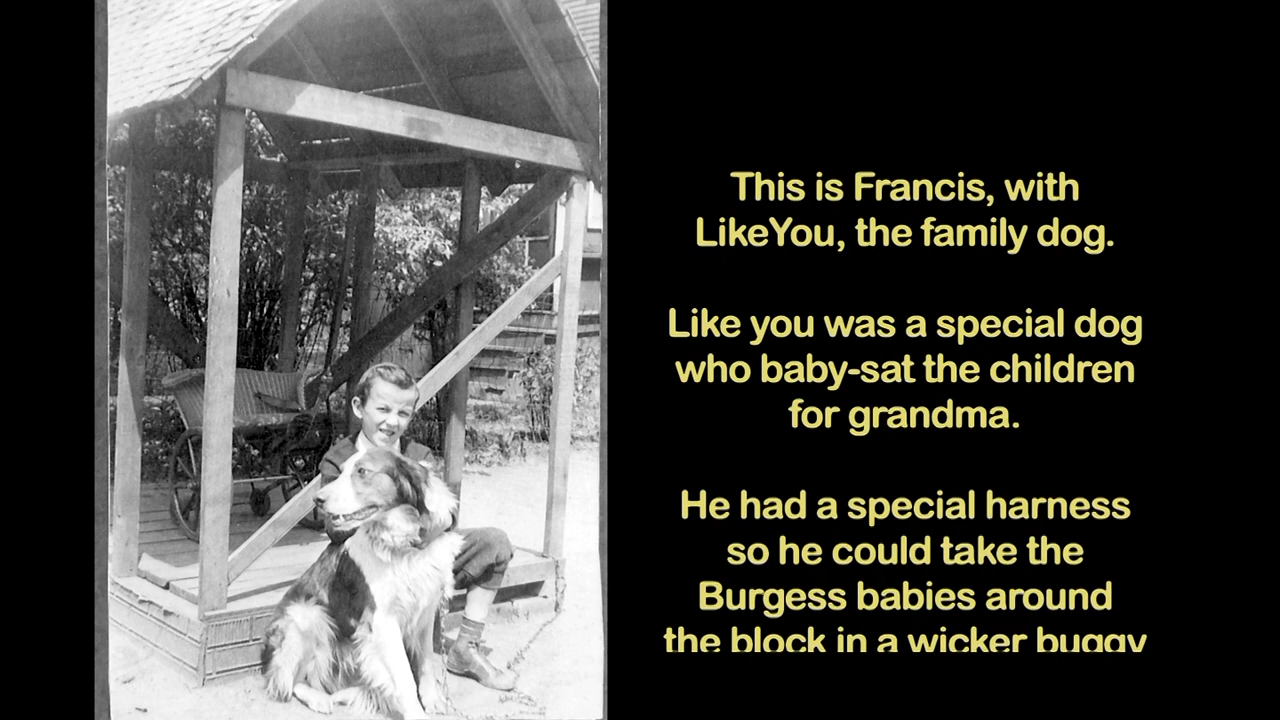 This is Francis, with
LikeYou, the family dog.
Like you was a special dog
who baby-sat the children
for grandma.
He had a special harness
so he could take the
Burgess babies around
the block in a wicker buggy